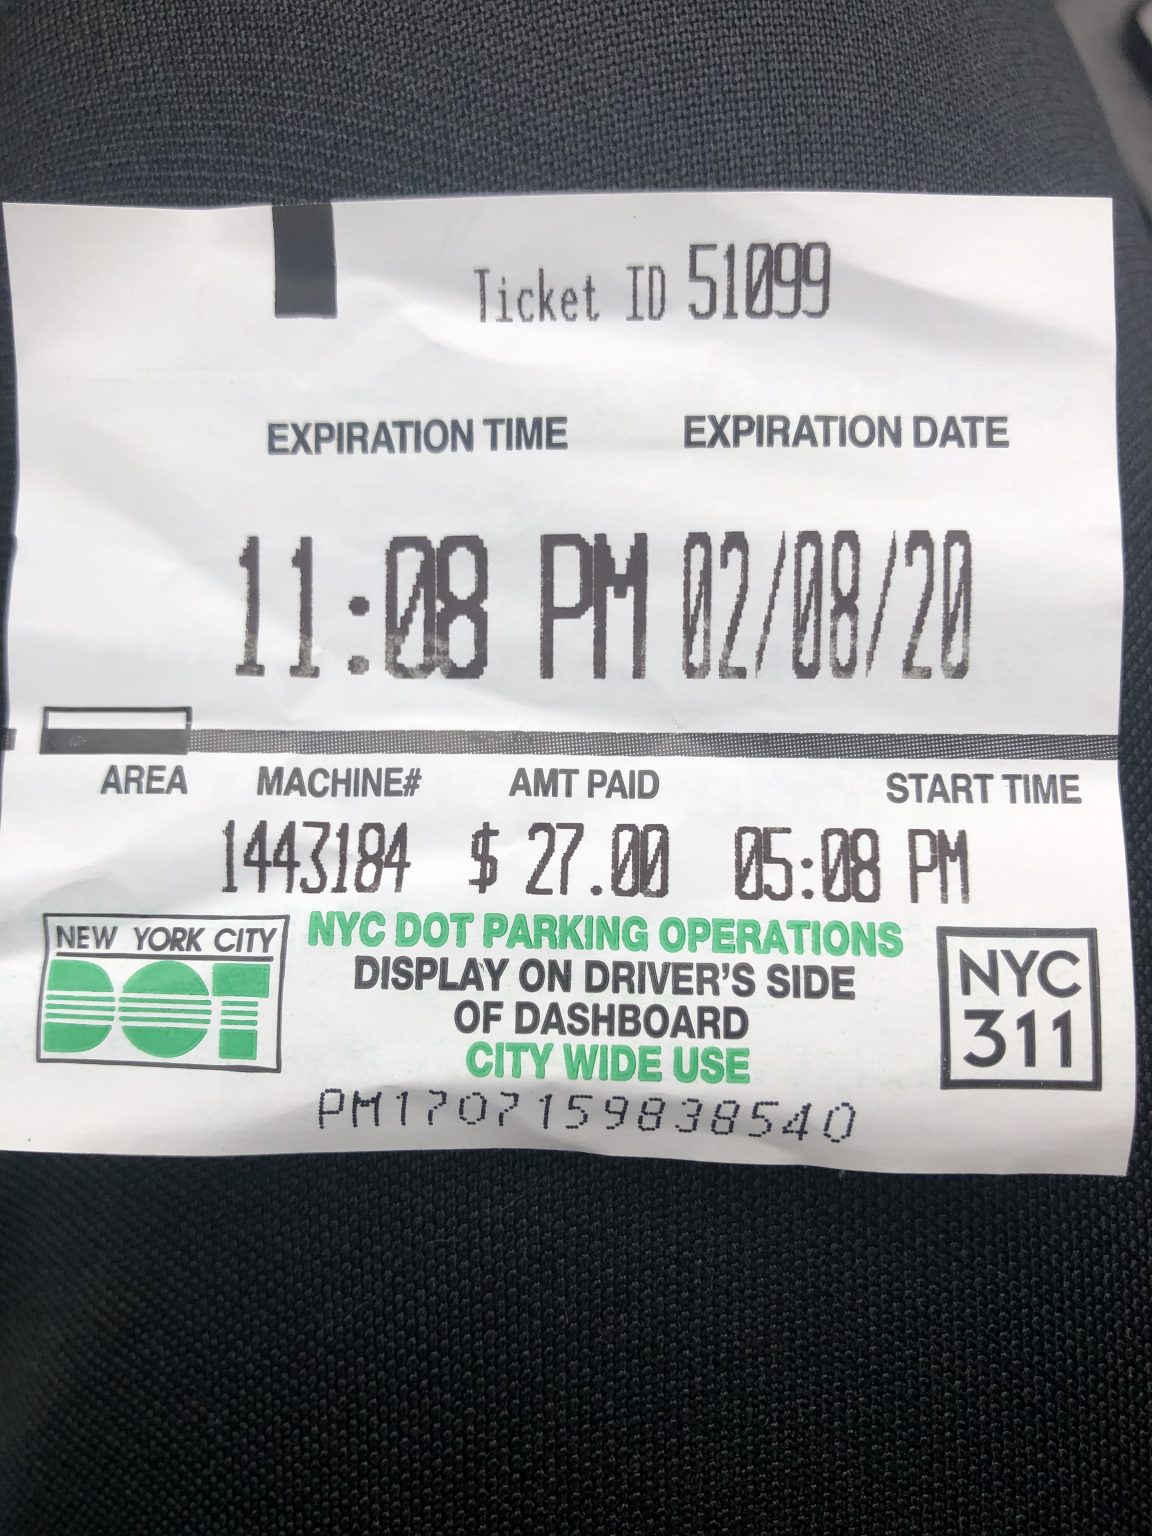 Ticket ID 51099
EXPIRATION TIME EXPIRATION DATE
11:08 PM 02/08/20
AREA MACHINE# AMT PAID START TIME
1443184 $ 27.00 05:08 PM
NEW YORK CITY
DOT
NYC DOT PARKING OPERATIONS
DISPLAY ON DRIVER'S SIDE
OF DASHBOARD
CITY WIDE USE
NYC
311
PM1707159838540